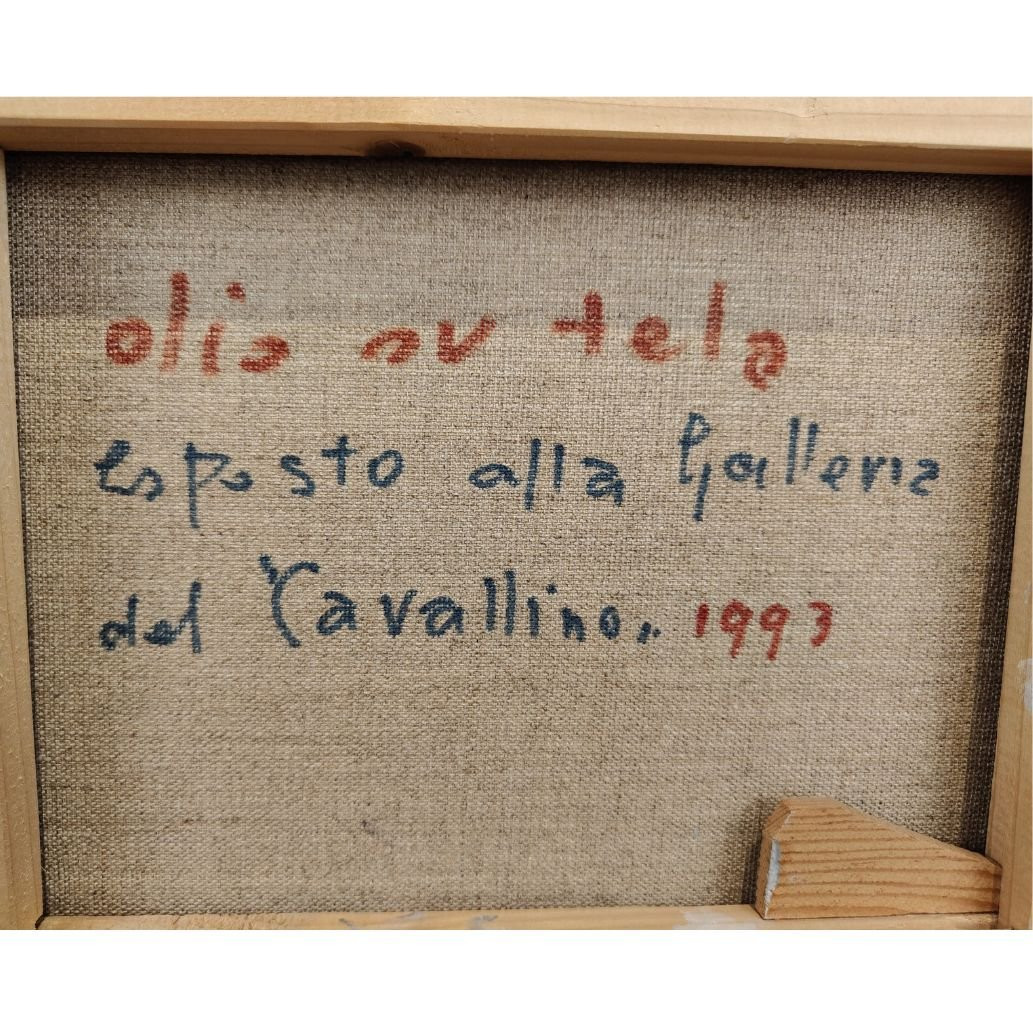 olio su tela
esposto alla Galleria
del "Cavallino" 1993